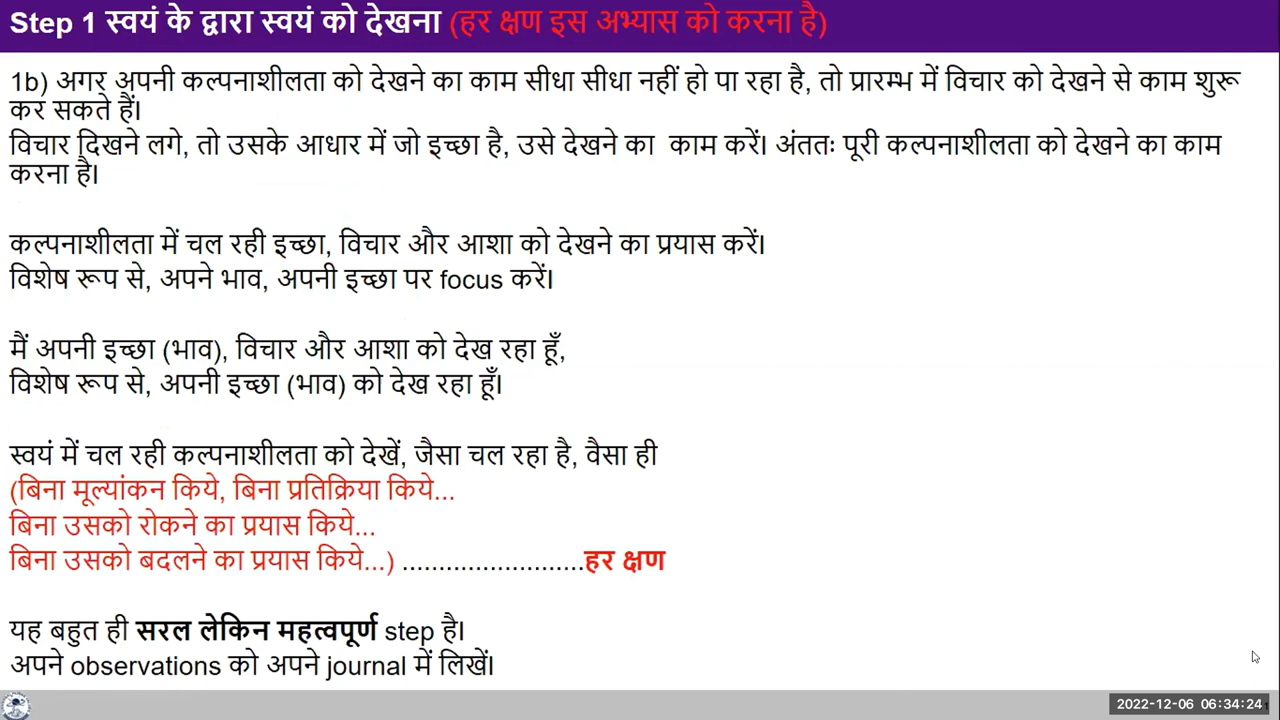 Step 1 स्वयं के द्वारा स्वयं को देखना (हर क्षण इस अभ्यास को करना है)
1b) अगर अपनी कल्पनाशीलता को देखने का काम सीधा सीधा नहीं हो पा रहा है, तो प्रारम्भ में विचार को देखने से काम शुरू
कर सकते हैं।
विचार दिखने लगे, तो उसके आधार में जो इच्छा है, उसे देखने का काम करें। अंततः पूरी कल्पनाशीलता को देखने का काम
करना है।
कल्पनाशीलता में चल रही इच्छा, विचार और आशा को देखने का प्रयास करें।
विशेष रूप से, अपने भाव, अपनी इच्छा पर focus करें।
मैं अपनी इच्छा (भाव), विचार और आशा को देख रहा हूँ,
विशेष रूप से, अपनी इच्छा (भाव) को देख रहा हूँ।
स्वयं में चल रही कल्पनाशीलता को देखें, जैसा चल रहा है, वैसा ही
(बिना मूल्यांकन किये, बिना प्रतिक्रिया किये...
बिना उसको रोकने का प्रयास किये...
बिना उसको बदलने का प्रयास किये...) .........................हर क्षण
यह बहुत ही सरल लेकिन महत्वपूर्ण step है।
अपने observations को अपने journal में लिखें।
2022-12-06 06:34:24